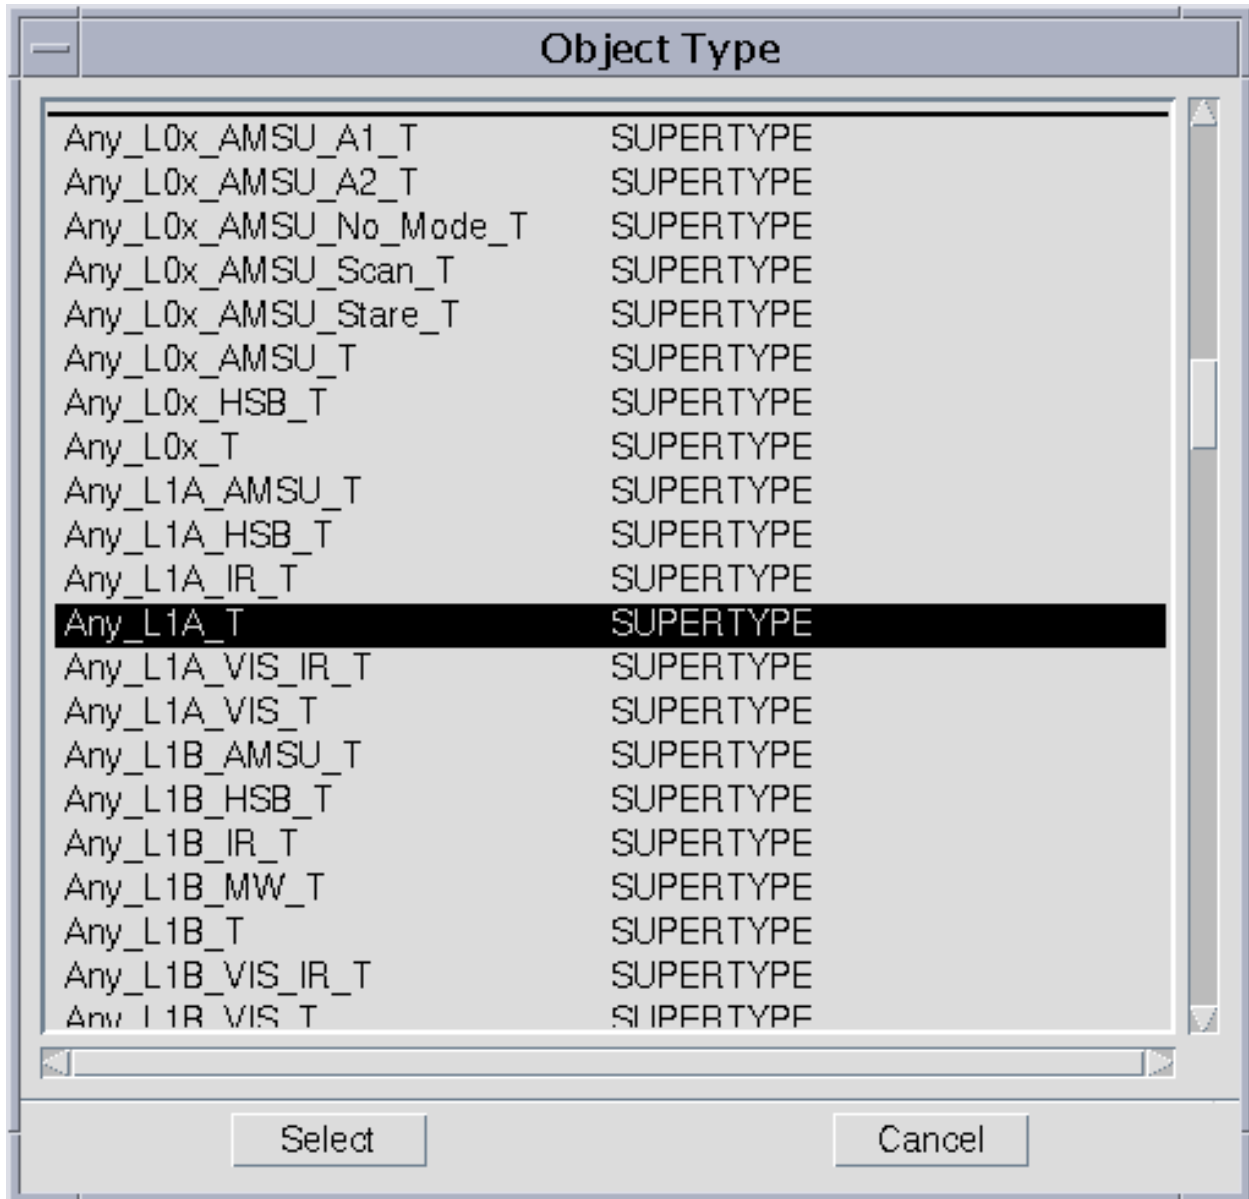 Object Type
Any_L0x_AMSU_A1_T SUPERTYPE
Any_L0x_AMSU_A2_T SUPERTYPE
Any_L0x_AMSU_No_Mode_T SUPERTYPE
Any_L0x_AMSU_Scan_T SUPERTYPE
Any_L0x_AMSU_Stare_T SUPERTYPE
Any_L0x_AMSU_T SUPERTYPE
Any_L0x_HSB_T SUPERTYPE
Any_L0x_T SUPERTYPE
Any_L1A_AMSU_T SUPERTYPE
Any_L1A_HSB_T SUPERTYPE
Any_L1A_IR_T SUPERTYPE
Any_L1A_T SUPERTYPE
Any_L1A_VIS_IR_T SUPERTYPE
Any_L1A_VIS_T SUPERTYPE
Any_L1B_AMSU_T SUPERTYPE
Any_L1B_HSB_T SUPERTYPE
Any_L1B_IR_T SUPERTYPE
Any_L1B_MW_T SUPERTYPE
Any_L1B_T SUPERTYPE
Any_L1B_VIS_IR_T SUPERTYPE
Any_L1B_VIS_T SUPERTYPE
Select Cancel